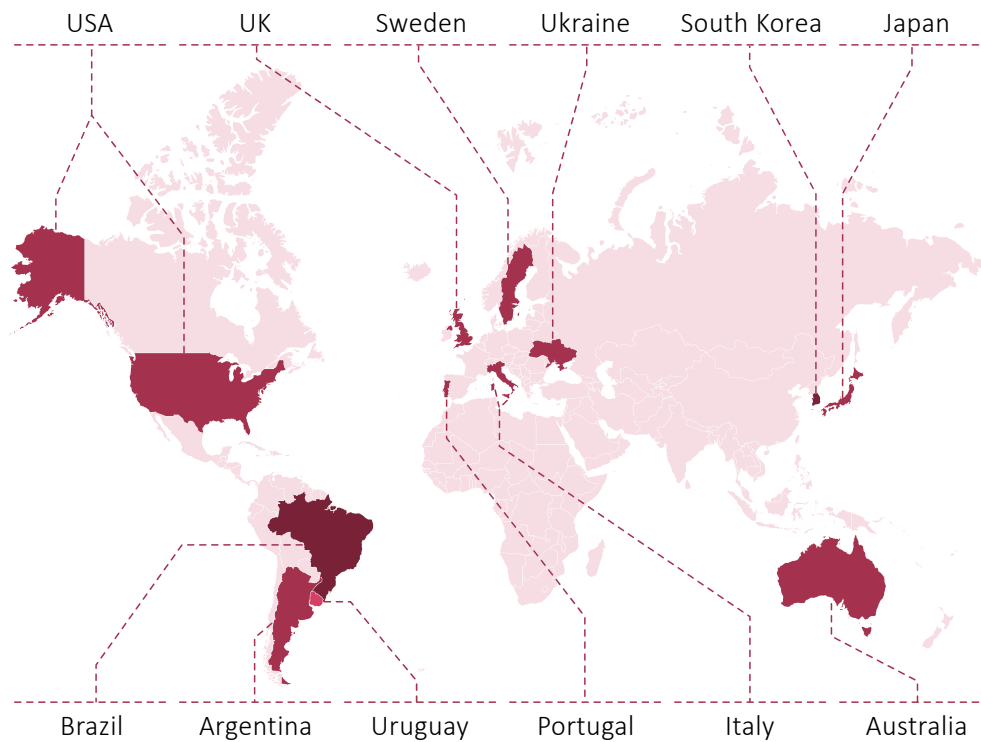 USA
UK
Sweden
Ukraine
South Korea
Japan
Brazil
Argentina
Uruguay
Portugal
Italy
Australia